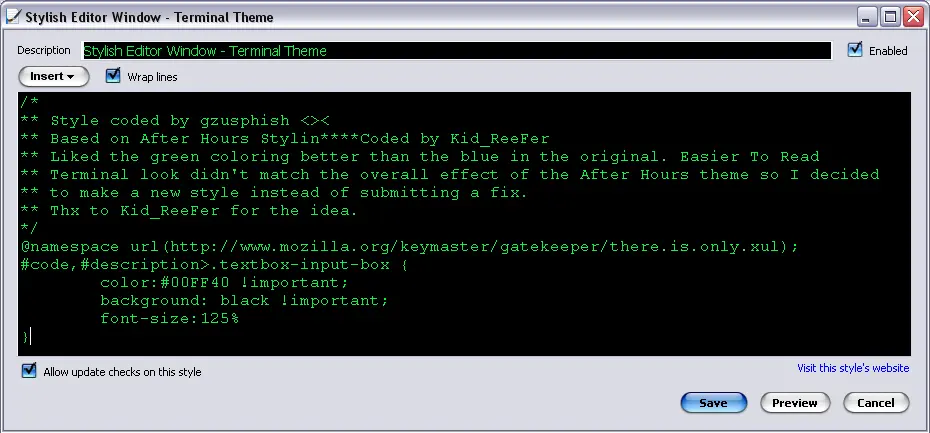 Stylish Editor Window - Terminal Theme
Description Stylish Editor Window - Terminal Theme Enabled
Insert Wrap lines
/*
** Style coded by gzusphish <><
** Based on After Hours Stylin****Coded by Kid_ReeFer
** Liked the green coloring better than the blue in the original. Easier To Read
** Terminal look didn't match the overall effect of the After Hours theme so I decided
** to make a new style instead of submitting a fix.
** Thx to Kid_ReeFer for the idea.
*/
@namespace url(http://www.mozilla.org/keymaster/gatekeeper/there.is.only.xul);
#code,#description>.textbox-input-box {
        color:#00FF40 !important;
        background: black !important;
        font-size:125%
}
Allow update checks on this style Visit this style's website
Save Preview Cancel